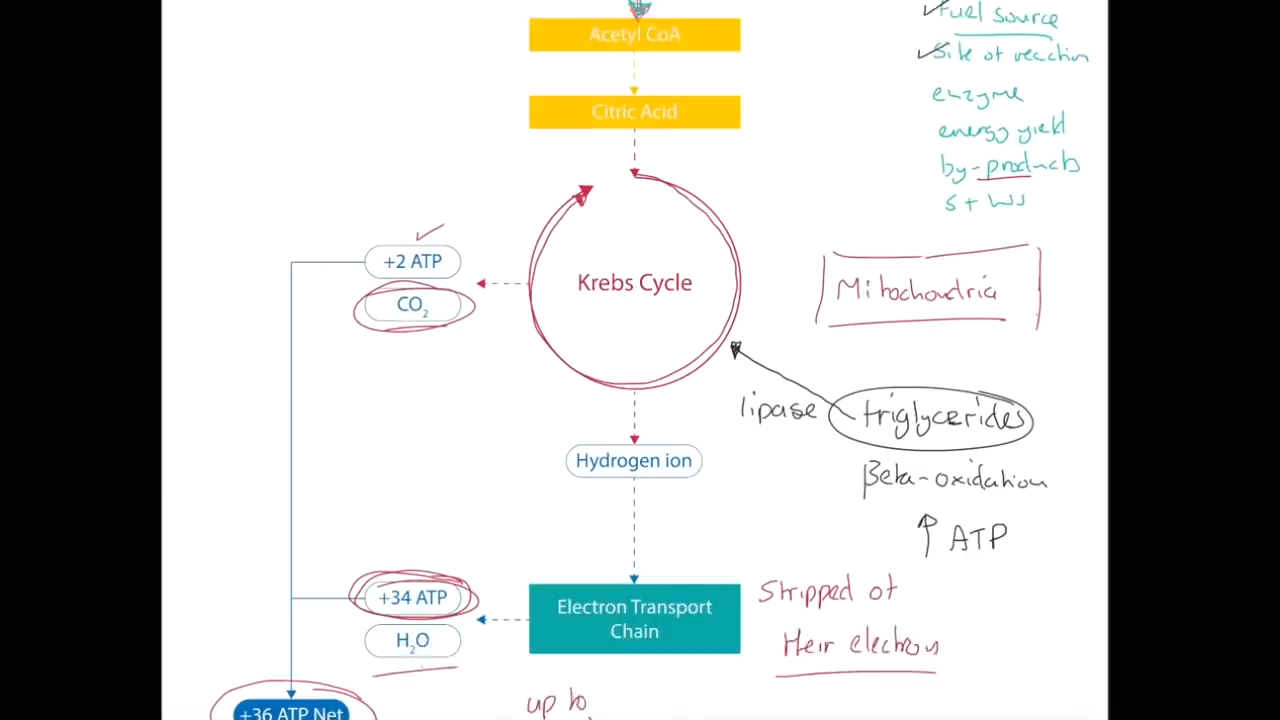 Fuel source
Acetyl CoA
Site of reaction
enzyme
Citric Acid
energy yield
by-products
S + Ws
+2 ATP
Krebs Cycle
Mitochondria
CO₂
lipase triglycerides
Hydrogen ion
Beta-oxidation
↑ ATP
+34 ATP
Electron Transport
Chain
Stripped of
their electrons
H₂O
+36 ATP Net
up to